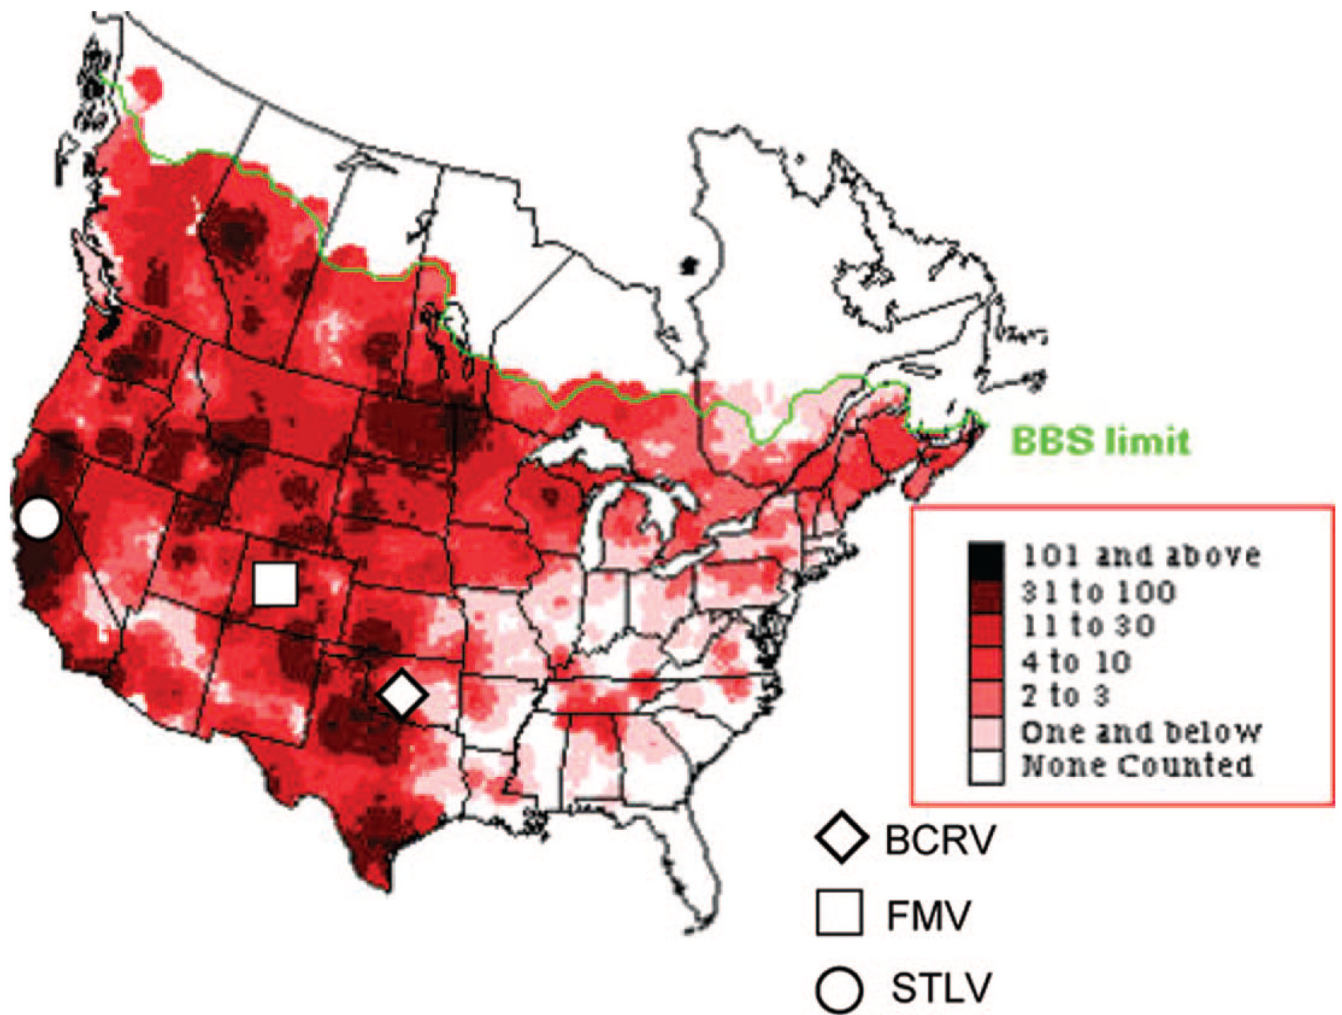 BBS limit
101 and above
31 to 100
11 to 30
4 to 10
2 to 3
One and below
None Counted
BCRV
FMV
STLV